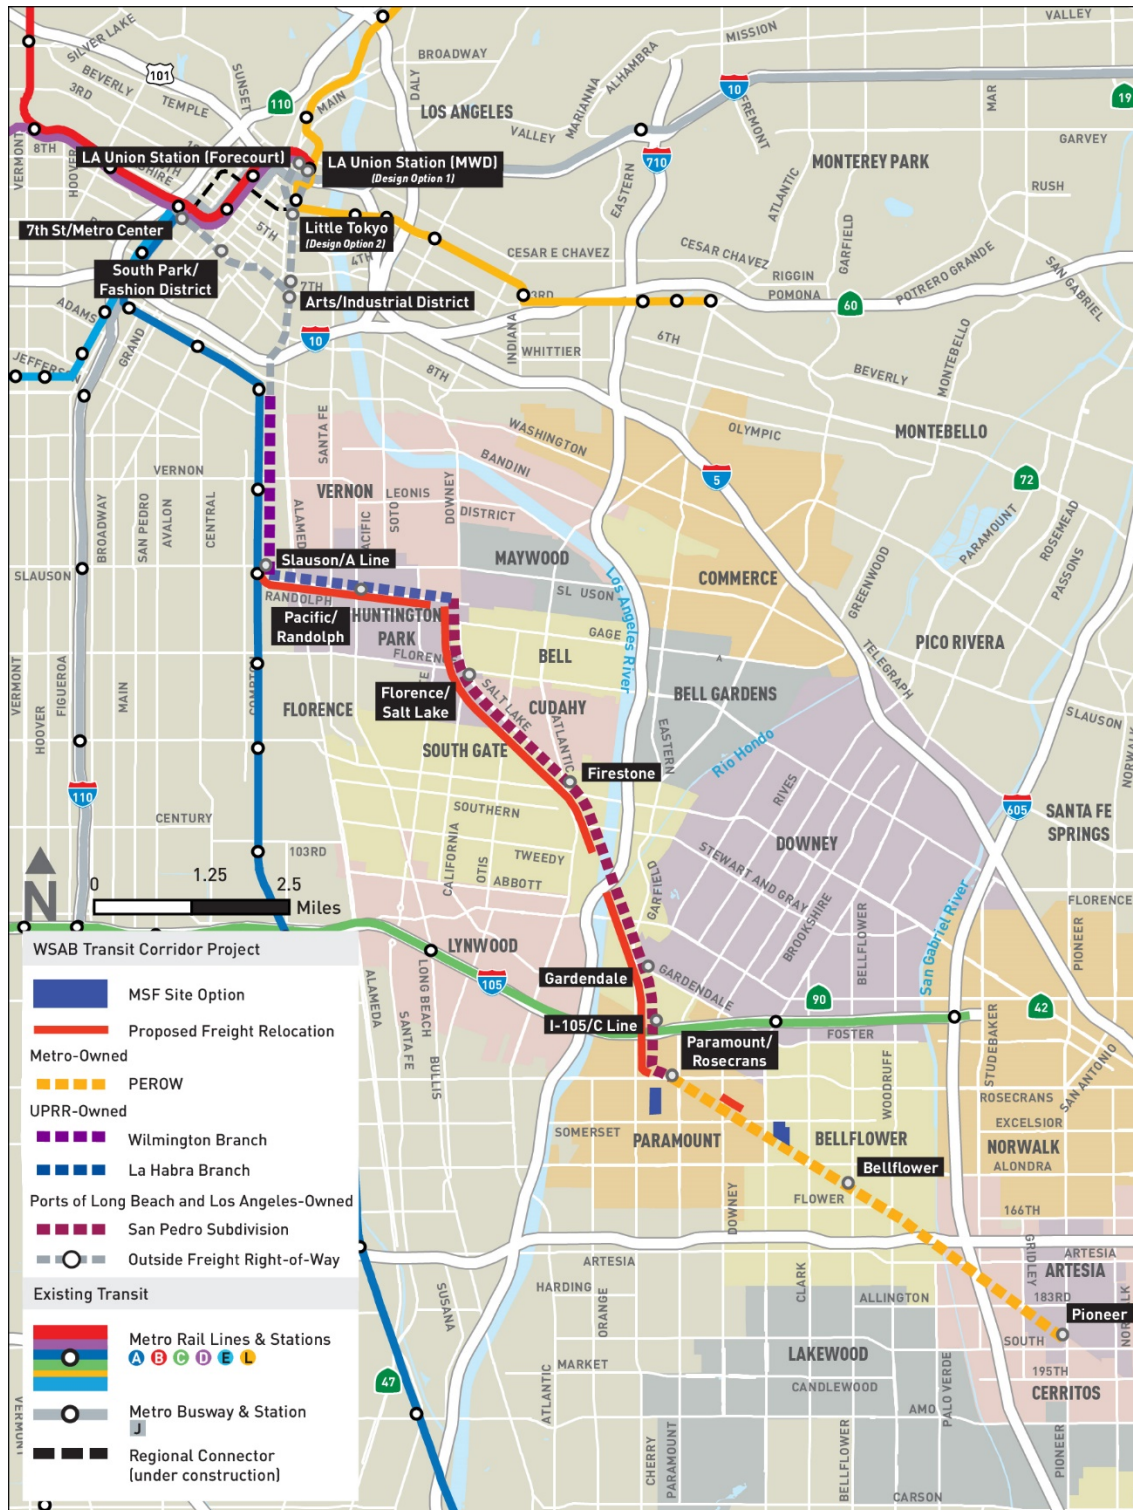 SILVER LAKE
BEVERLY
3RD
TEMPLE
SUNSET
101
110
MAIN
BROADWAY
DALY
LOS ANGELES
VALLEY
MARIANNA
ALHAMBRA
MISSION
VALLEY
10
FREMONT
MAR
19
GARVEY
710
MONTEREY PARK
ATLANTIC
RUSH
VERMONT
8TH
HOOVER
LA Union Station (Forecourt)
LA Union Station (MWD)
(Design Option 1)
EASTERN
7th St/Metro Center
5TH
Little Tokyo
(Design Option 2)
4TH
CESAR E CHAVEZ
CESAR CHAVEZ
GARFIELD
RIGGIN
POMONA
POTRERO GRANDE
SAN GABRIEL
South Park/
Fashion District
7TH
Arts/Industrial District
3RD
60
ADAMS
GRAND
10
INDIANA
6TH
WHITTIER
JEFFERSON
8TH
BEVERLY
MONTEBELLO
SANTA FE
WASHINGTON
OLYMPIC
MONTEBELLO
BANDINI
5
72
VERNON
VERNON
LEONIS
DOWNEY
DISTRICT
SOTO
PACIFIC
ALAMED
BROADWAY
SAN PEDRO
AVALON
CENTRAL
PARAMOUNT
ROSEMEAD
PASSONS
MAYWOOD
COMMERCE
GREENWOOD
SLAUSON
Slauson/A Line
SL USON
Los Angeles River
RANDOLPH
Pacific/
Randolph
HUNTINGTON
PARK
GAGE
FLORENC
BELL
PICO RIVERA
TELEGRAPH
VERMONT
HOOVER
FIGUEROA
MAIN
COMPTO
FLORENCE
Florence/
Salt Lake
SALT LAKE
CUDAHY
BELL GARDENS
SLAUSON
NORWALK
SOUTH GATE
ATLANTIC
EASTERN
Rio Hondo
Firestone
110
SOUTHERN
RIVES
605
SANTA FE
SPRINGS
CENTURY
103RD
CALIFORNIA
OTIS
TWEEDY
ABBOTT
DOWNEY
STEWART AND GRAY
BROOKSHIRE
GARFIELD
BELLFLOWER
San Gabriel River
FLORENCE
PIONEER
N
0
1.25
2.5
Miles
LYNWOOD
105
Gardendale
GARDENDALE
90
42
I-105/C Line
FOSTER
Paramount/
Rosecrans
WOODRUFF
STUDEBAKER
SAN ANTONIO
ROSECRANS
EXCELSIOR
ALAMEDA
SANTA FE
LONG BEACH
BULLIS
SOMERSET
PARAMOUNT
BELLFLOWER
NORWALK
ALONDRA
Bellflower
DOWNEY
FLOWER
166TH
ARTESIA
GRIDLEY
ARTESIA
ARTESIA
HARDING
ORANGE
CLARK
ALLINGTON
183RD
Pioneer
SUSANA
SOUTH
MARKET
LAKEWOOD
195TH
CANDLEWOOD
CERRITOS
47
ATLANTIC
AMO
PALO VERDE
CHERRY
PARAMOUNT
BELLFLOWER
PIONEER
CARSON
VERMONT
WSAB Transit Corridor Project
MSF Site Option
Proposed Freight Relocation
Metro-Owned
PEROW
UPRR-Owned
Wilmington Branch
La Habra Branch
Ports of Long Beach and Los Angeles-Owned
San Pedro Subdivision
Outside Freight Right-of-Way
Existing Transit
Metro Rail Lines & Stations
A B C D E L
Metro Busway & Station
J
Regional Connector
(under construction)